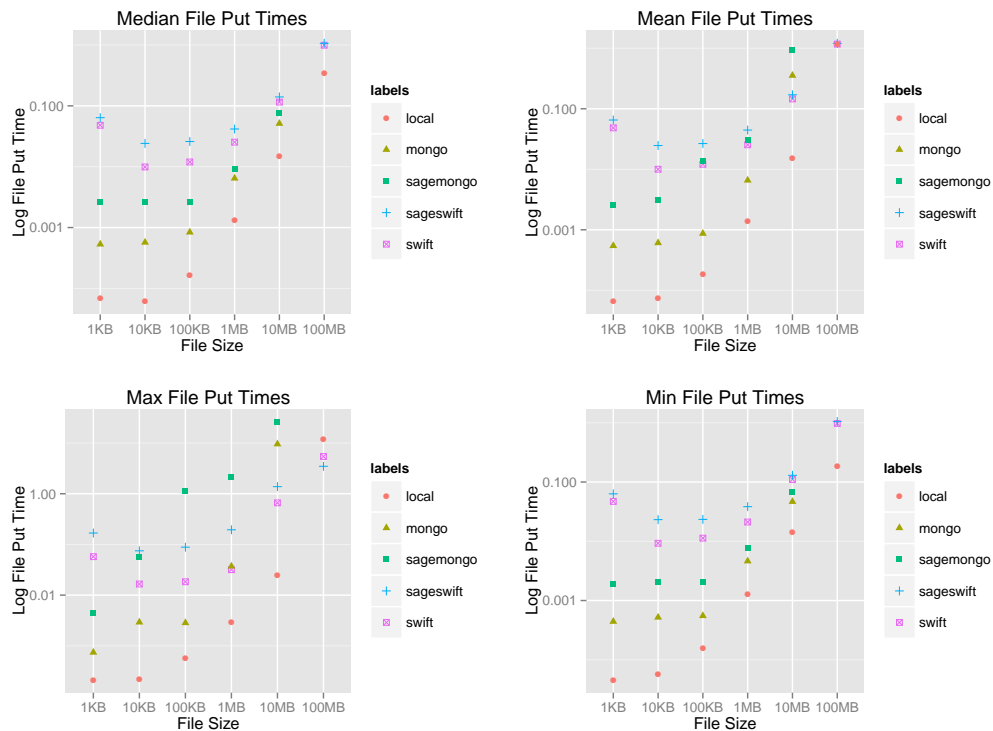 Median File Put Times
Log File Put Time
0.100
0.001
1KB 10KB 100KB 1MB 10MB 100MB
File Size
labels
local
mongo
sagemongo
sageswift
swift
Mean File Put Times
Log File Put Time
0.100
0.001
1KB 10KB 100KB 1MB 10MB 100MB
File Size
labels
local
mongo
sagemongo
sageswift
swift
Max File Put Times
Log File Put Time
1.00
0.01
1KB 10KB 100KB 1MB 10MB 100MB
File Size
labels
local
mongo
sagemongo
sageswift
swift
Min File Put Times
Log File Put Time
0.100
0.001
1KB 10KB 100KB 1MB 10MB 100MB
File Size
labels
local
mongo
sagemongo
sageswift
swift